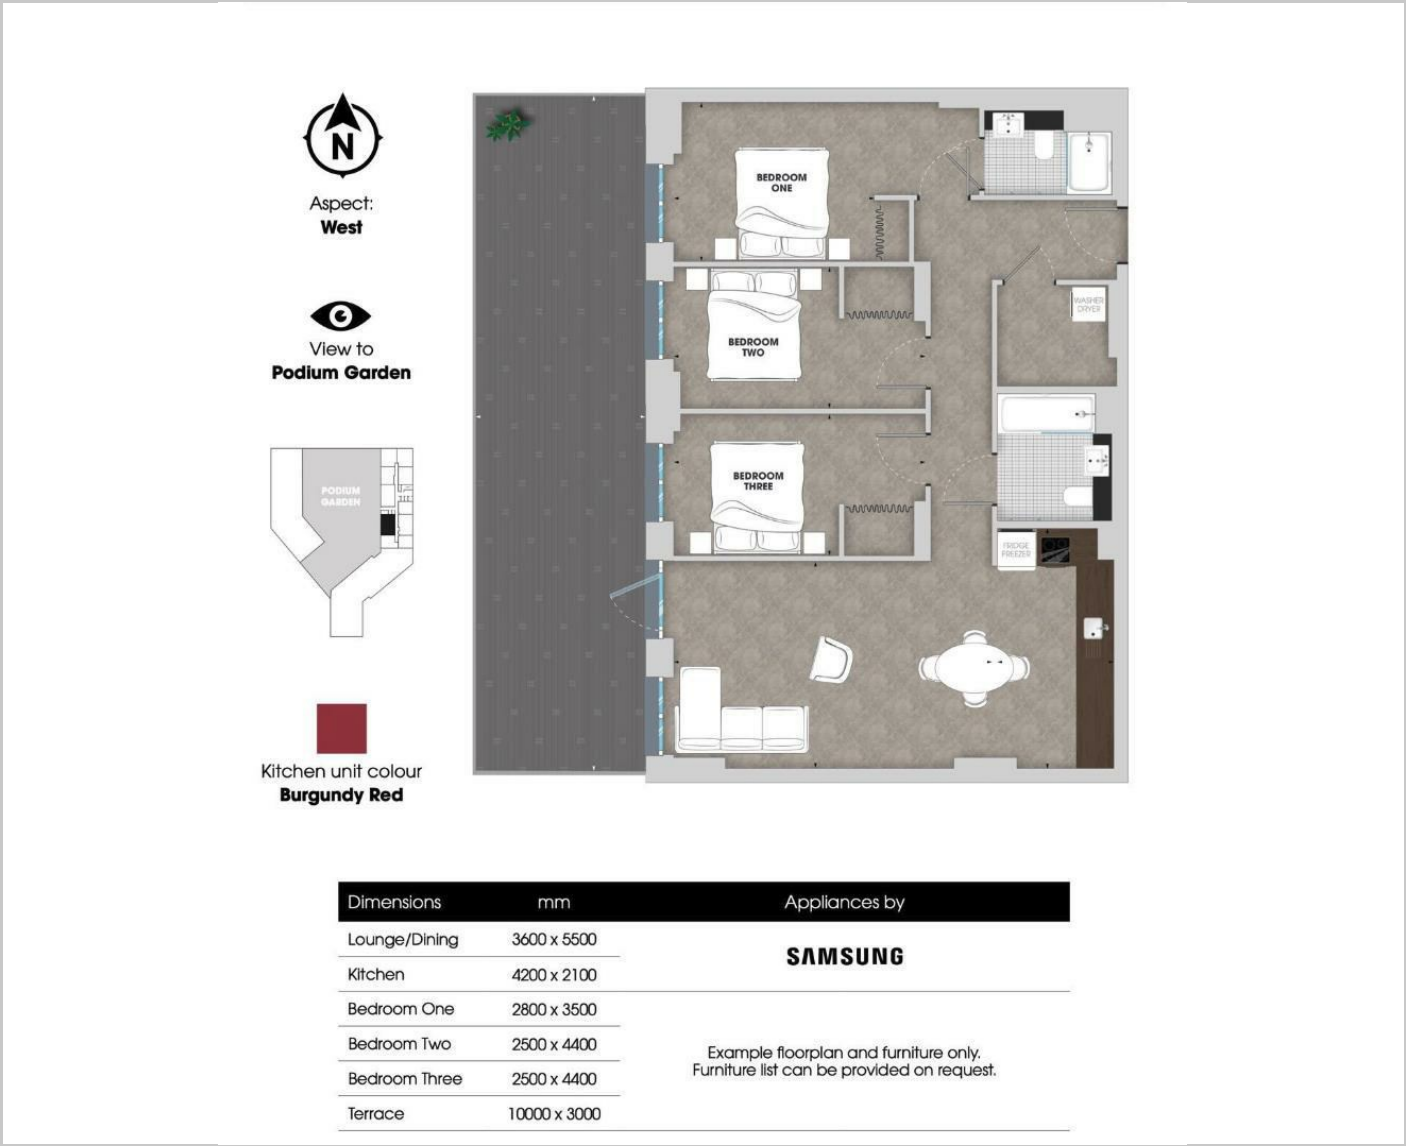 N
Aspect:
West
View to
Podium Garden
PODIUM
GARDEN
Kitchen unit colour
Burgundy Red
BEDROOM
ONE
BEDROOM
TWO
BEDROOM
THREE
WASHER
DRYER
FRIDGE
FREEZER
Dimensions mm Appliances by
Lounge/Dining 3600 x 5500
SAMSUNG
Kitchen 4200 x 2100
Bedroom One 2800 x 3500
Bedroom Two 2500 x 4400
Example floorplan and furniture only.
Furniture list can be provided on request.
Bedroom Three 2500 x 4400
Terrace 10000 x 3000